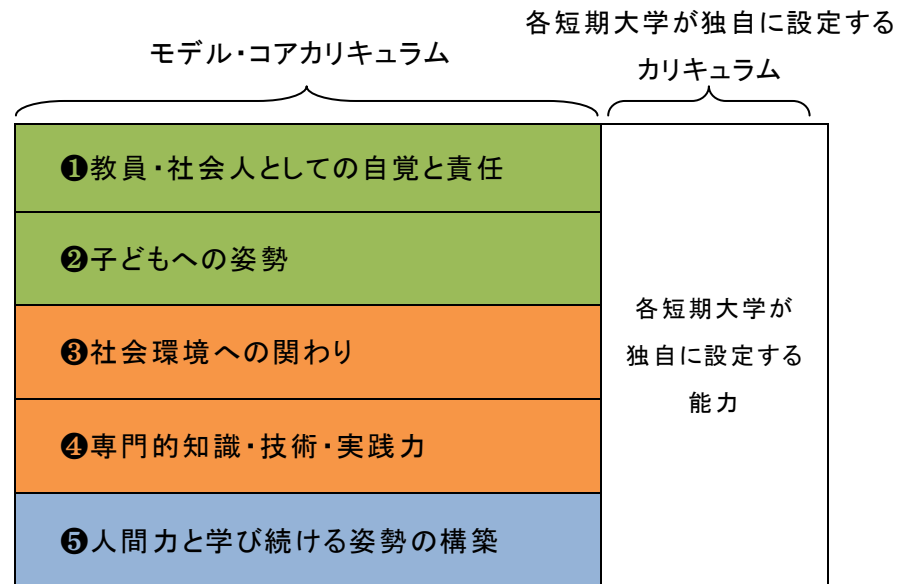 各短期大学が独自に設定する
カリキュラム
モデル・コアカリキュラム
❶教員・社会人としての自覚と責任
❷子どもへの姿勢
❸社会環境への関わり
❹専門的知識・技術・実践力
❺人間力と学び続ける姿勢の構築
各短期大学が
独自に設定する
能力